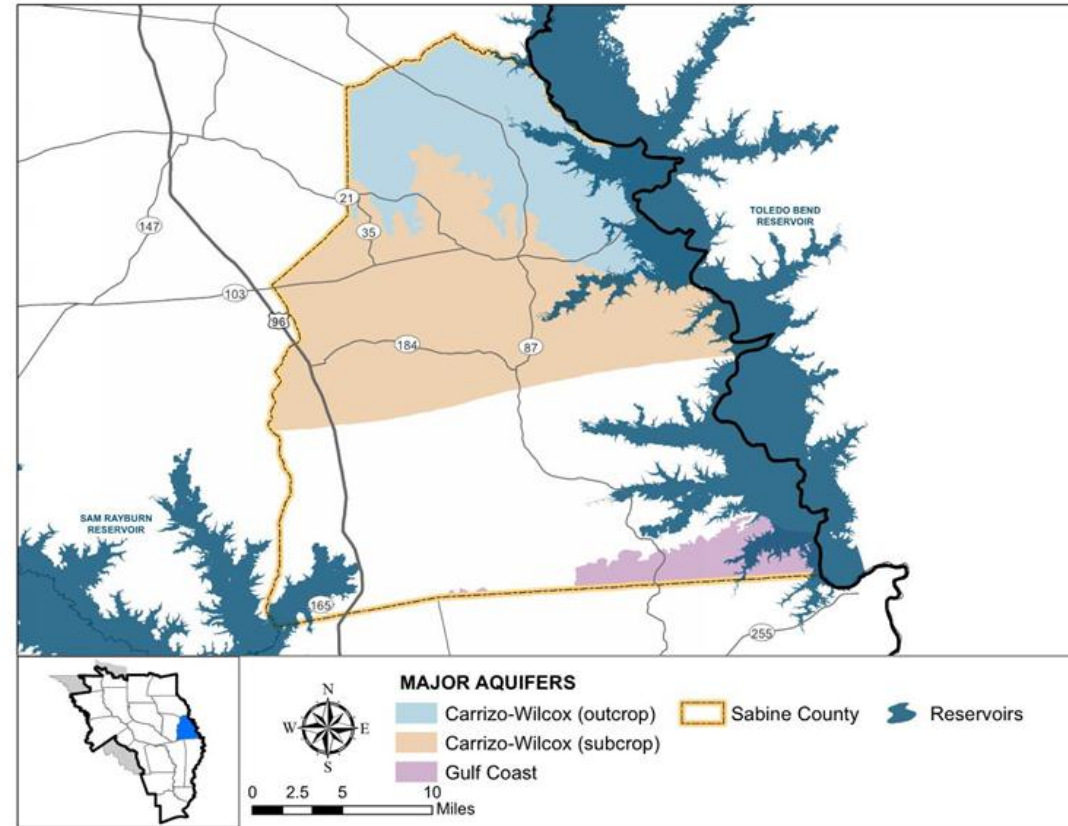 21
TOLEDO BEND
RESERVOIR
147
35
103
96
184
87
SAM RAYBURN
RESERVOIR
165
255
MAJOR AQUIFERS
Carrizo-Wilcox (outcrop)
Carrizo-Wilcox (subcrop)
Gulf Coast
Sabine County
Reservoirs
N
W
E
S
0 2.5 5 10
Miles